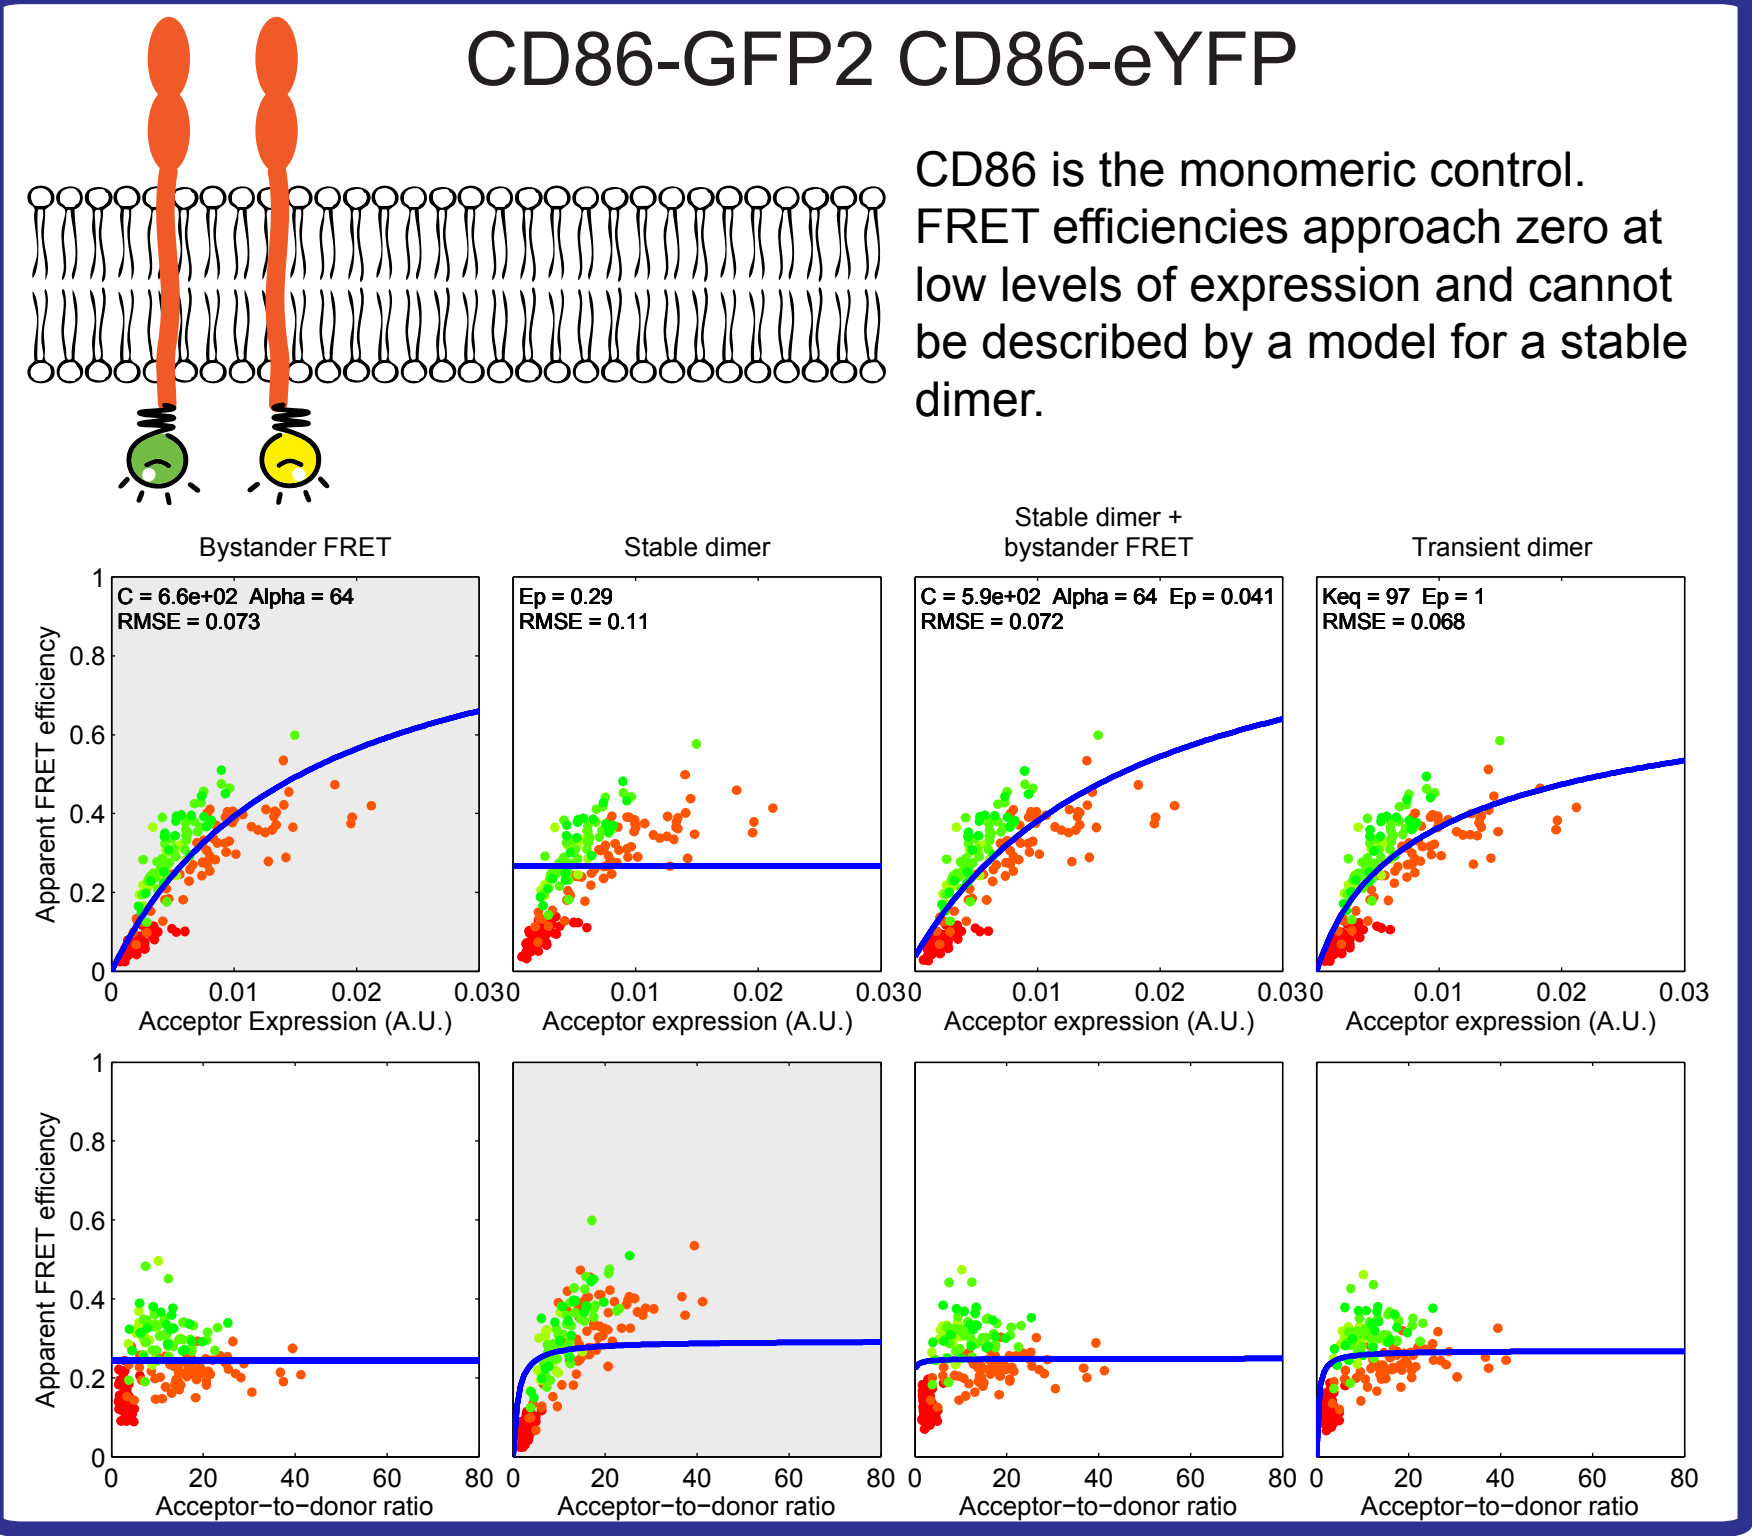 CD86-GFP2 CD86-eYFP
CD86 is the monomeric control.
FRET efficiencies approach zero at
low levels of expression and cannot
be described by a model for a stable
dimer.
Bystander FRET
Stable dimer
Stable dimer +
bystander FRET
Transient dimer
C = 6.6e+02 Alpha = 64
RMSE = 0.073
Ep = 0.29
RMSE = 0.11
C = 5.9e+02 Alpha = 64 Ep = 0.041
RMSE = 0.072
Keq = 97 Ep = 1
RMSE = 0.068
Apparent FRET efficiency
1
0.8
0.6
0.4
0.2
0
0 0.01 0.02 0.03
0 0.01 0.02 0.03
0 0.01 0.02 0.03
0 0.01 0.02 0.03
Acceptor Expression (A.U.)
Acceptor expression (A.U.)
Acceptor expression (A.U.)
Acceptor expression (A.U.)
Apparent FRET efficiency
1
0.8
0.6
0.4
0.2
0
0 20 40 60 80
0 20 40 60 80
0 20 40 60 80
0 20 40 60 80
Acceptor−to−donor ratio
Acceptor−to−donor ratio
Acceptor−to−donor ratio
Acceptor−to−donor ratio